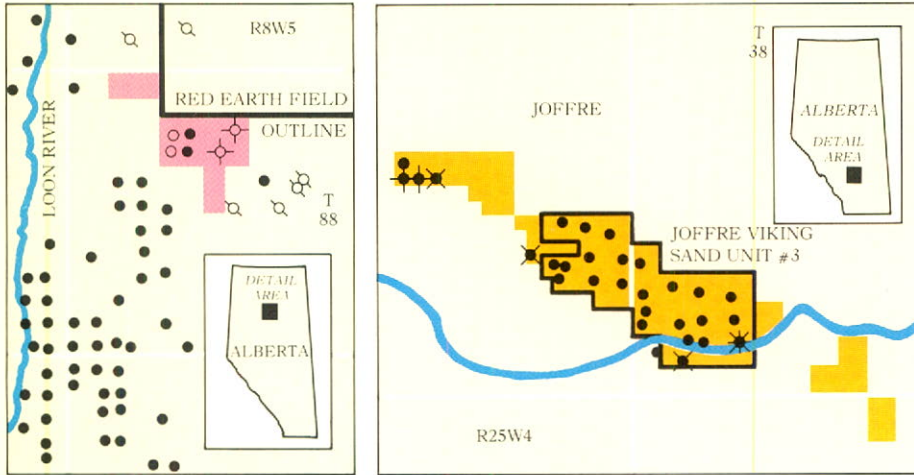 R8W5
RED EARTH FIELD
OUTLINE
LOON RIVER
T
88
DETAIL
AREA
ALBERTA
T
38
JOFFRE
ALBERTA
DETAIL
AREA
JOFFRE VIKING
SAND UNIT #3
R25W4